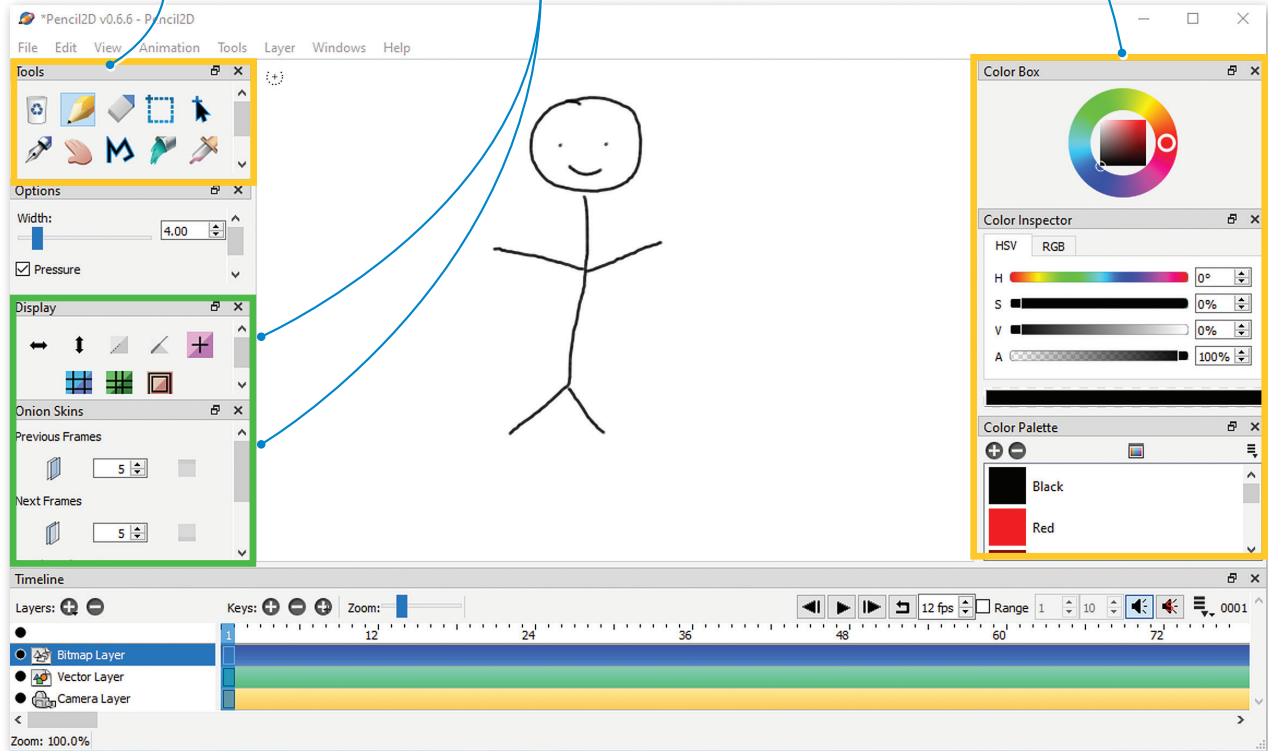 *Pencil2D v0.6.6 - Pencil2D
File Edit View Animation Tools Layer Windows Help
Tools
Options
Width:
4.00
Pressure
Display
Onion Skins
Previous Frames
5
Next Frames
5
Color Box
Color Inspector
HSV RGB
H 0°
S 0%
V 0%
A 100%
Color Palette
Black
Red
Timeline
Layers: Keys: Zoom: 12 fps Range 1 10 0001
1 12 24 36 48 60 72
Bitmap Layer
Vector Layer
Camera Layer
Zoom: 100.0%